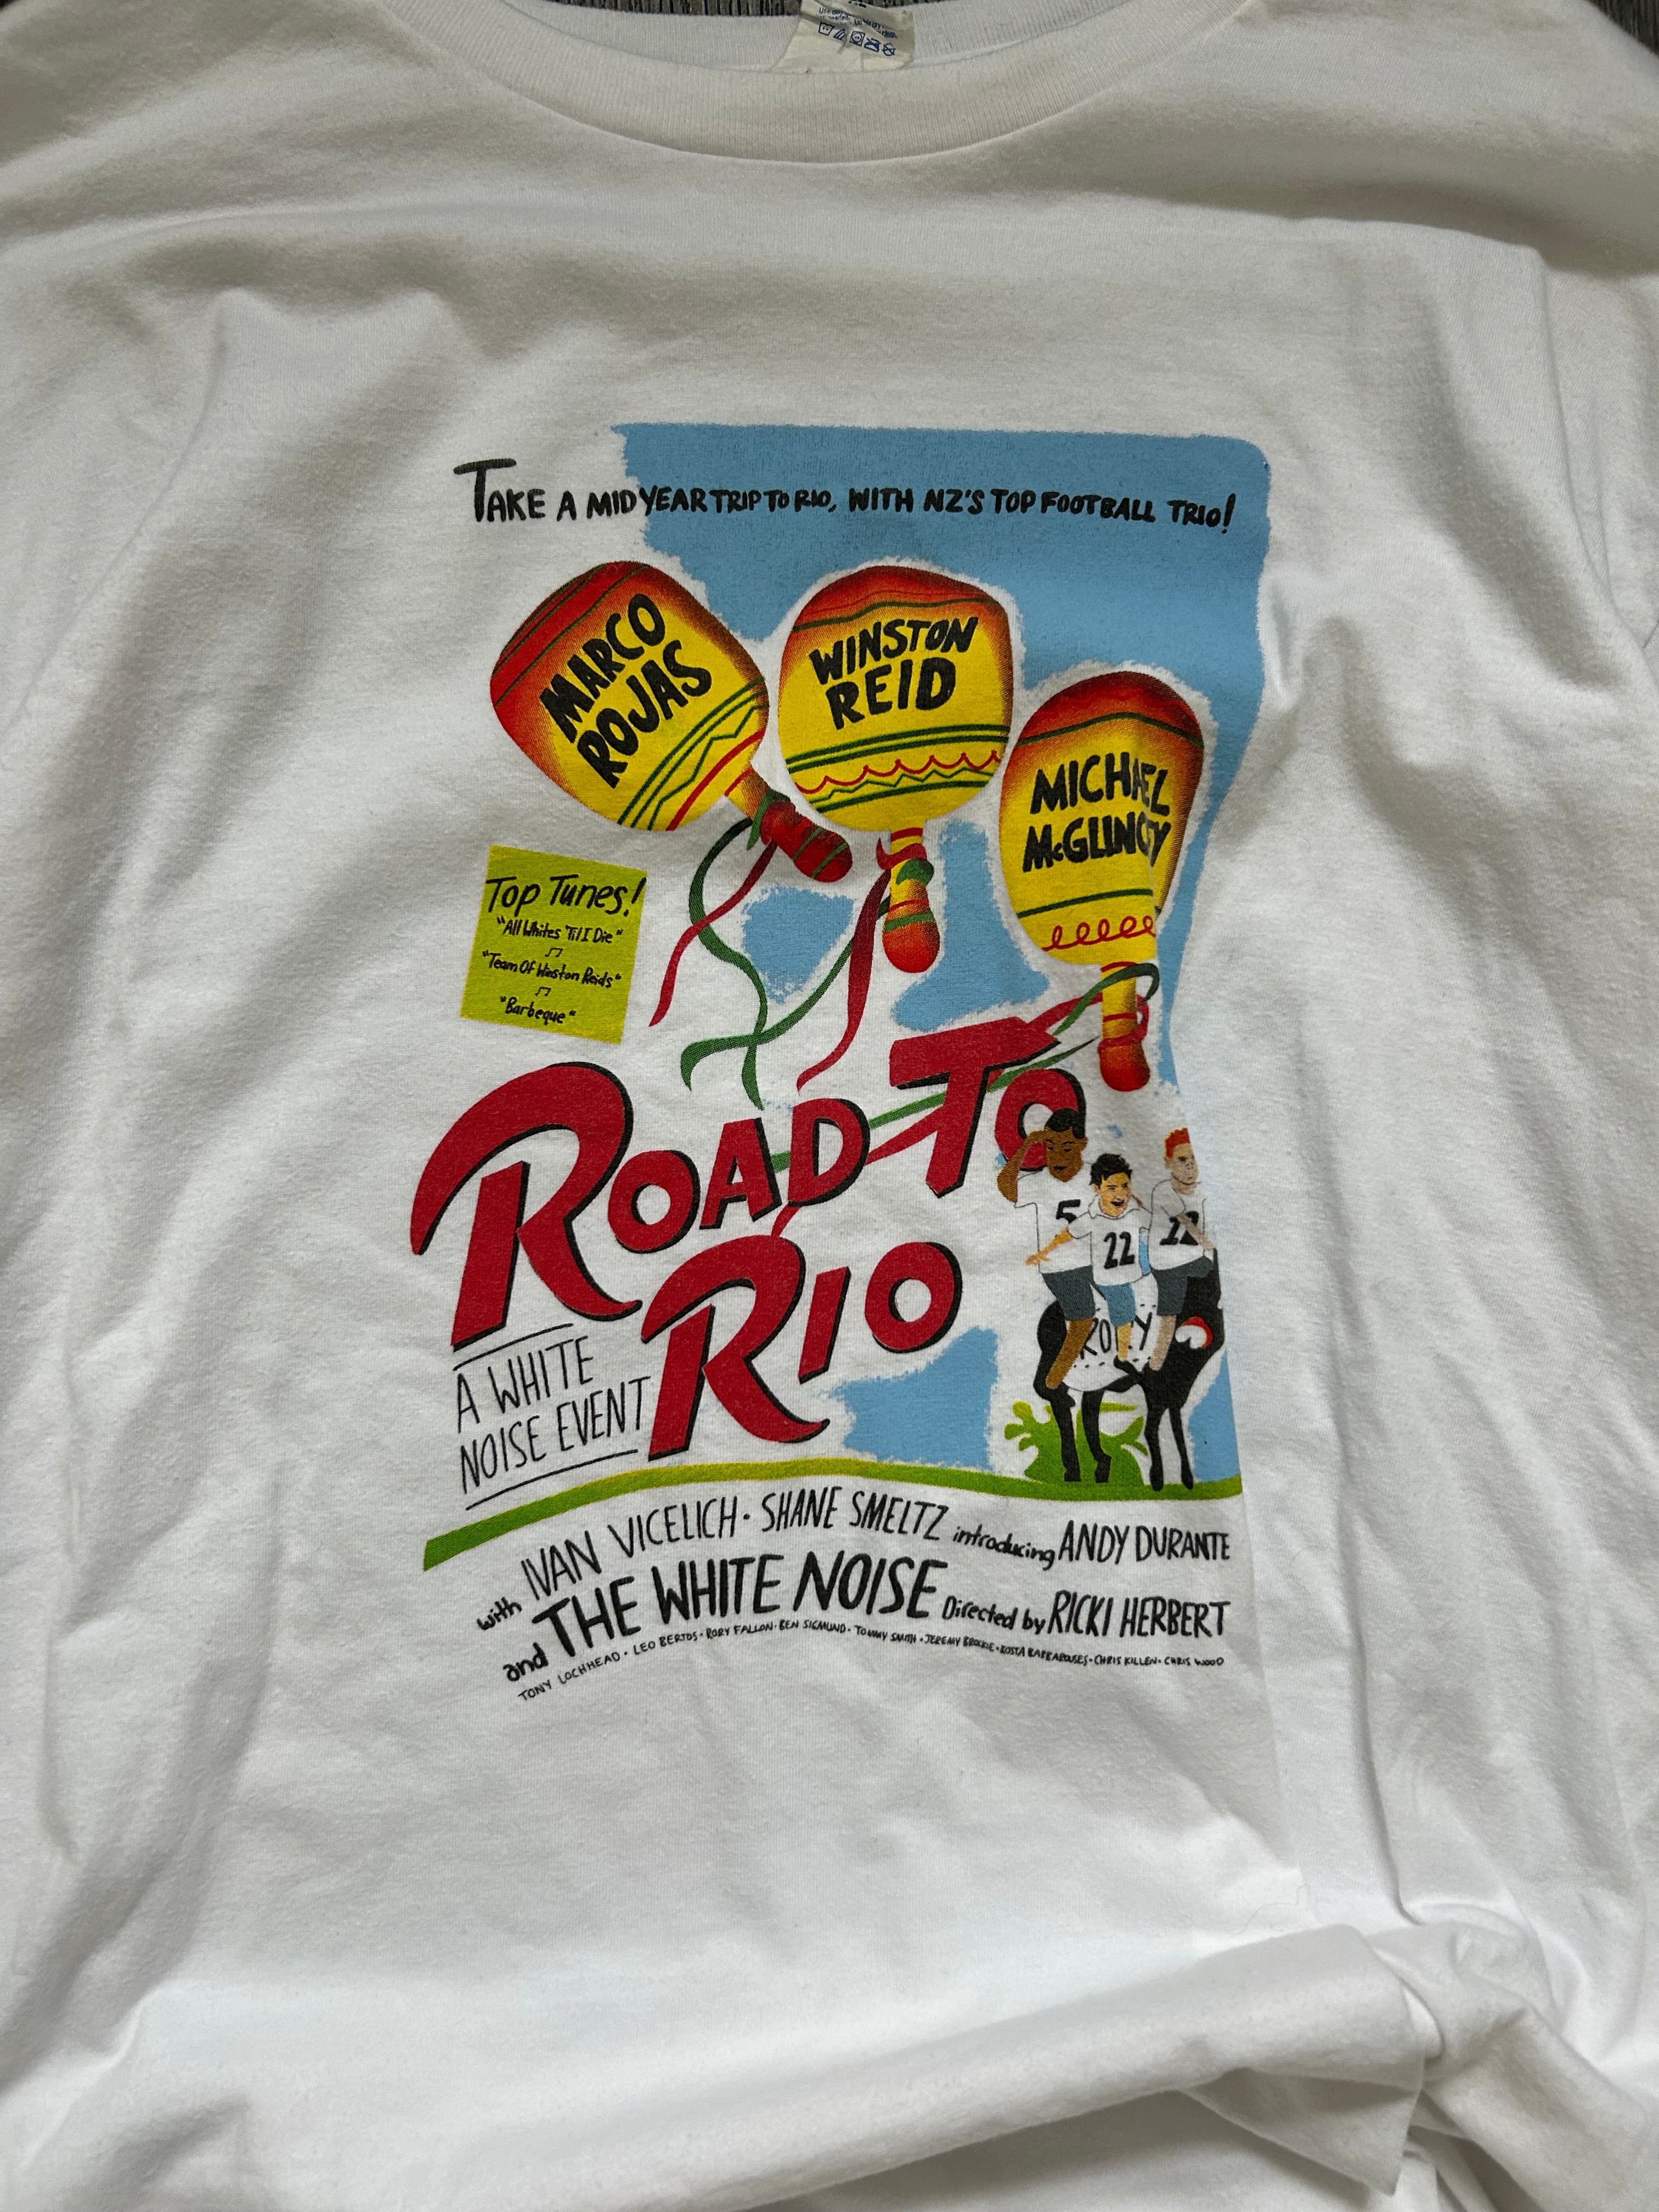 TAKE A MID YEAR TRIP TO RIO, WITH NZ'S TOP FOOTBALL TRIO!
MARCO
ROJAS
WINSTON
REID
MICHAEL
McGLINCHY
Top Tunes!
"All Whites 'Til I Die"
"Team Of Winston Reids"
"Barbeque"
ROAD TO
RIO
5
22
RORY
A WHITE
NOISE EVENT
with IVAN VICELICH · SHANE SMELTZ introducing ANDY DURANTE
and THE WHITE NOISE Directed by RICKI HERBERT
TONY LOCHHEAD · LEO BERTOS · RORY FALLON · BEN SIGMUND · TOMMY SMITH · JEREMY BROCKIE · KOSTA BARBAROUSES · CHRIS KILLEN · CHRIS WOOD